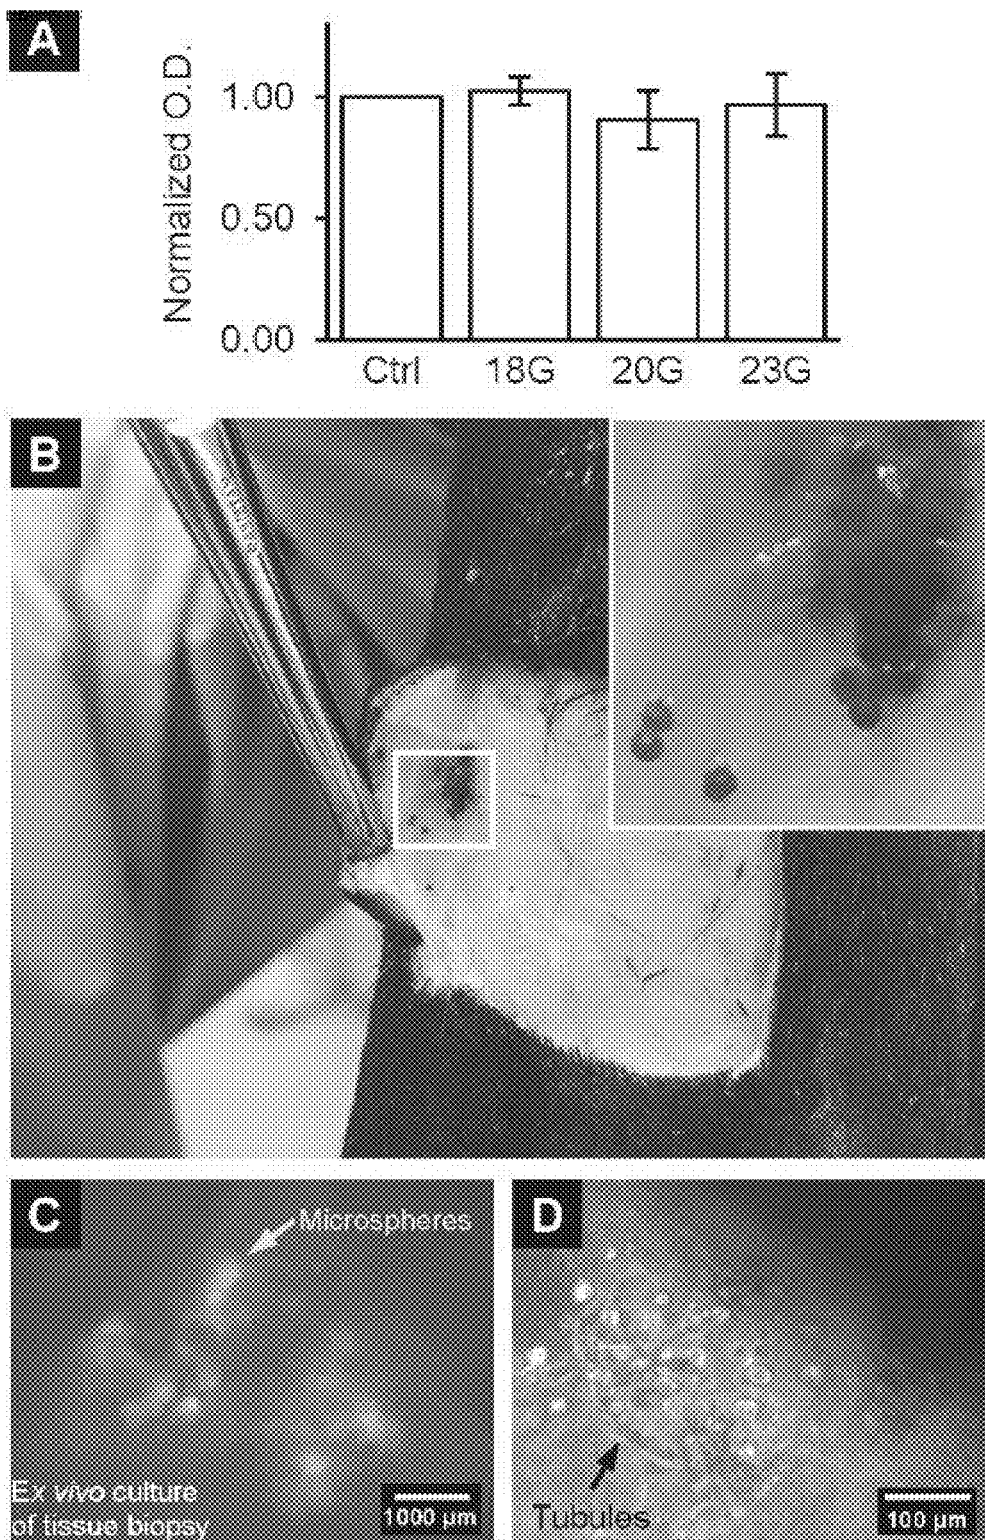 A
Normalized O.D.
1.00
0.50
0.00
Ctrl 18G 20G 23G
B
C
Microspheres
Ex vivo culture
of tissue biopsy
1000 µm
D
Tubules
100 µm